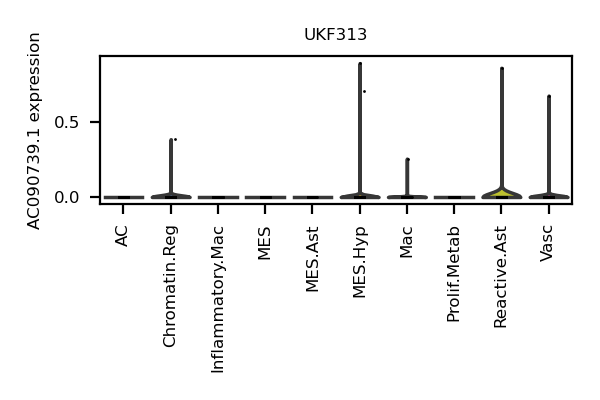 UKF313
AC090739.1 expression
0.5
0.0
AC
Chromatin.Reg
Inflammatory.Mac
MES
MES.Ast
MES.Hyp
Mac
Prolif.Metab
Reactive.Ast
Vasc